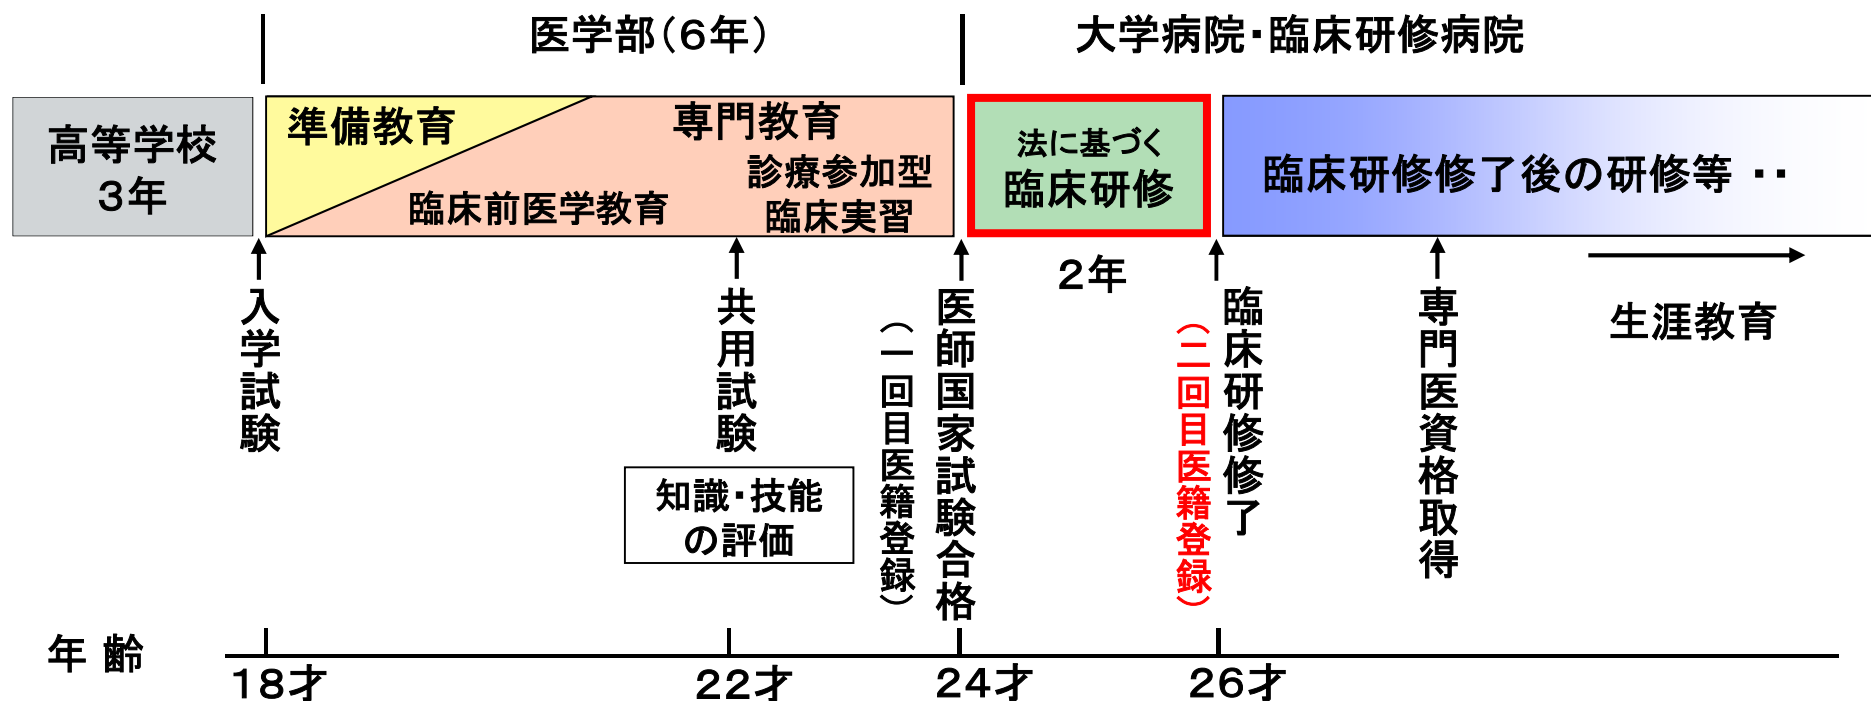 医学部（６年）
大学病院・臨床研修病院
高等学校
３年
準備教育
専門教育
臨床前医学教育
診療参加型
臨床実習
法に基づく
臨床研修
臨床研修修了後の研修等 ・・
２年
入学試験
共用試験
知識・技能
の評価
医師国家試験合格
（一回目医籍登録）
臨床研修修了
（二回目医籍登録）
専門医資格取得
生涯教育
年 齢
18才
22才
24才
26才